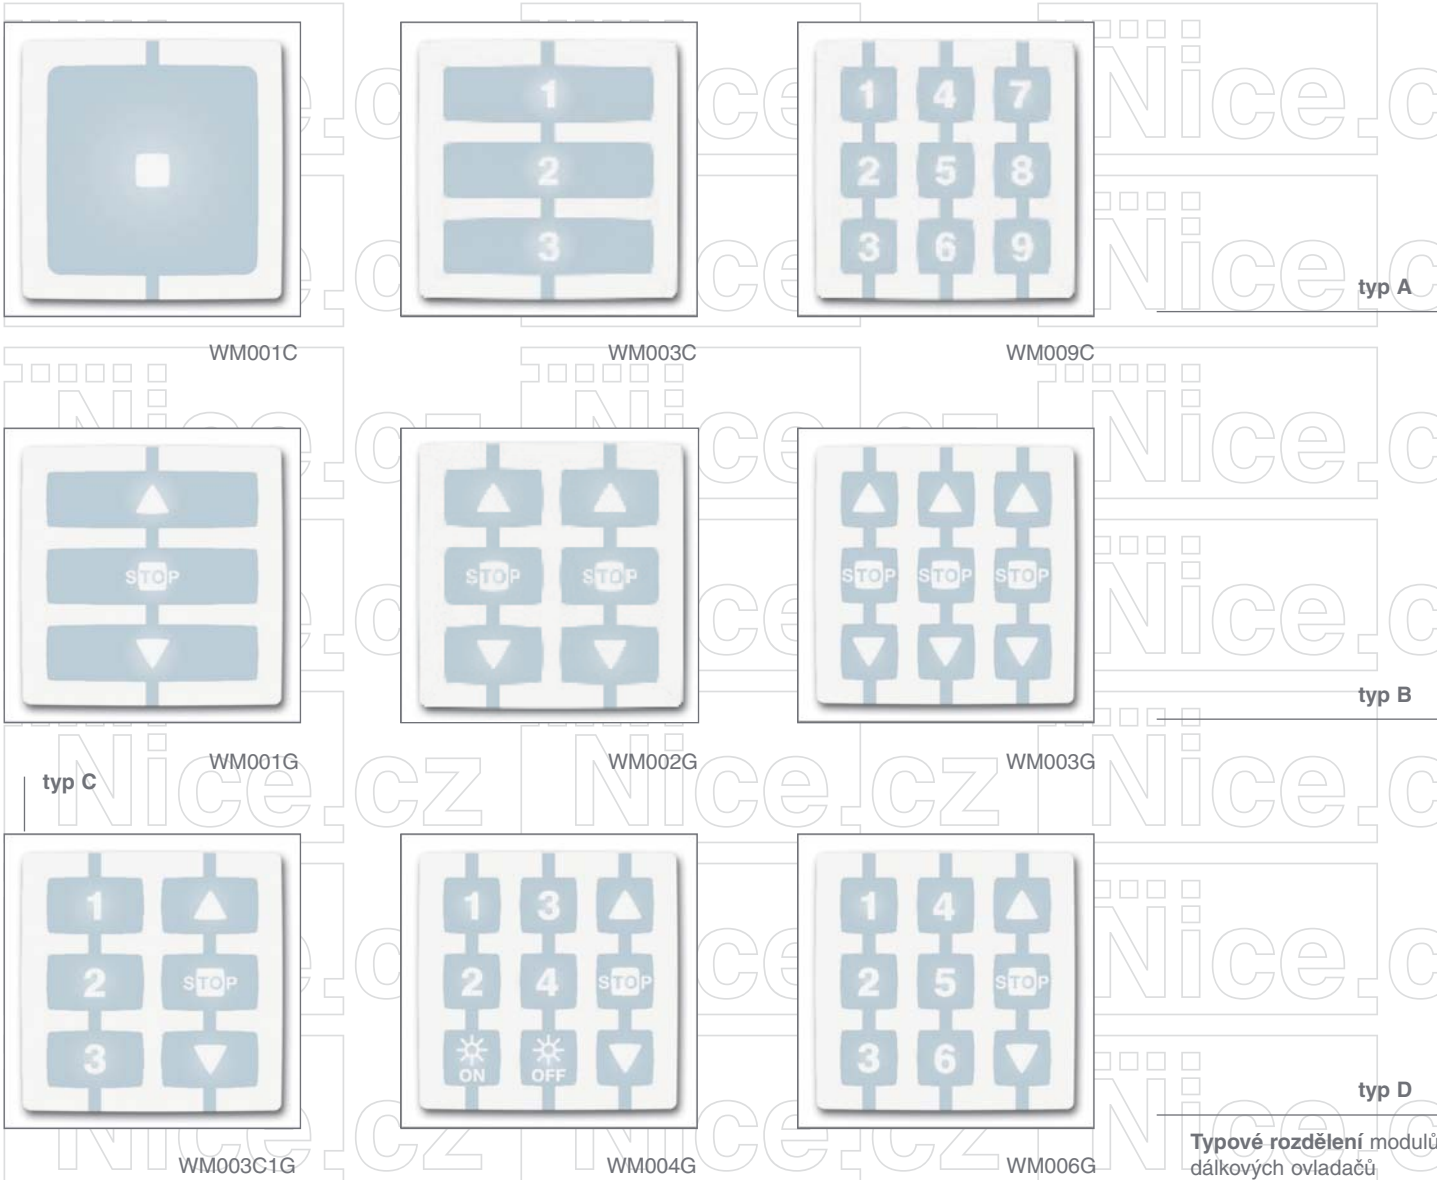 1
2
3
1 4 7
2 5 8
3 6 9
typ A
WM001C
WM003C
WM009C
STOP
STOP STOP
STOP STOP STOP
typ B
WM001G
WM002G
WM003G
typ C
1
2 STOP
3
1 3
2 4 STOP
ON OFF
1 4
2 5 STOP
3 6
typ D
WM003C1G
WM004G
WM006G
Typové rozdělení modulů
dálkových ovladačů
Nice.cz